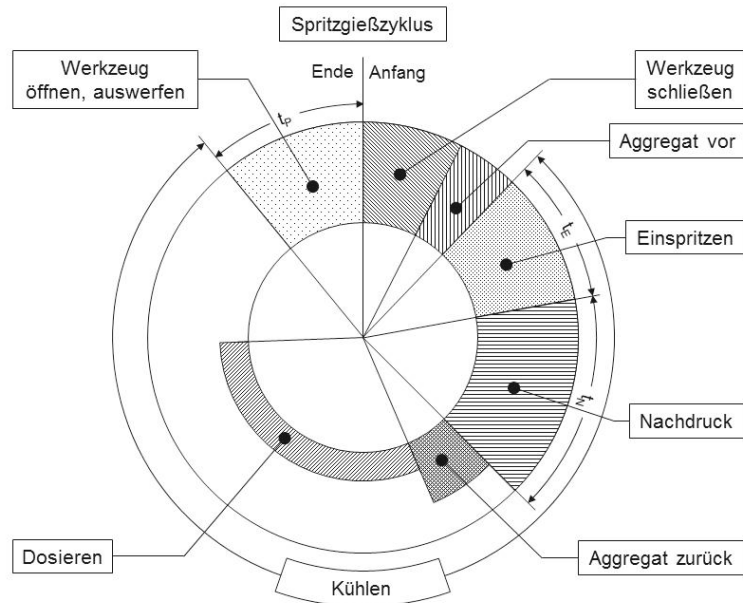 Spritzgießzyklus
Werkzeug
öffnen, auswerfen
Ende
Anfang
Werkzeug
schließen
tP
Aggregat vor
tE
Einspritzen
tN
Nachdruck
Dosieren
Aggregat zurück
Kühlen